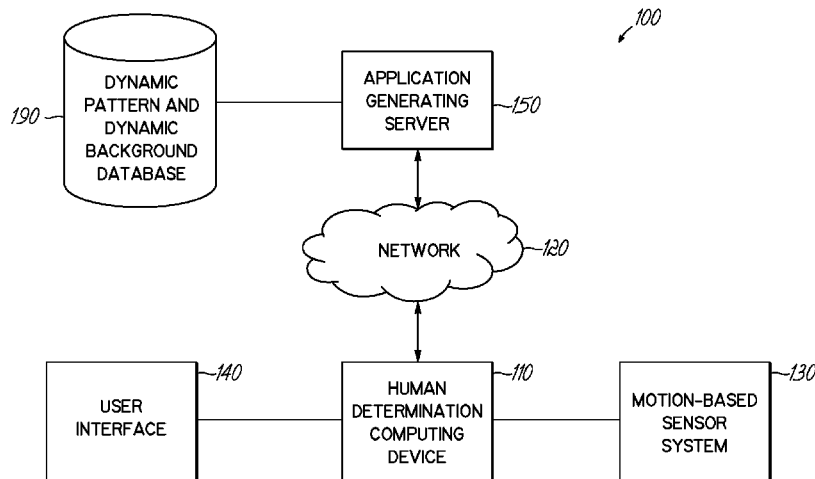 100
DYNAMIC
PATTERN AND
DYNAMIC
BACKGROUND
DATABASE
190
APPLICATION
GENERATING
SERVER
150
NETWORK
120
USER
INTERFACE
140
HUMAN
DETERMINATION
COMPUTING
DEVICE
110
MOTION-BASED
SENSOR
SYSTEM
130